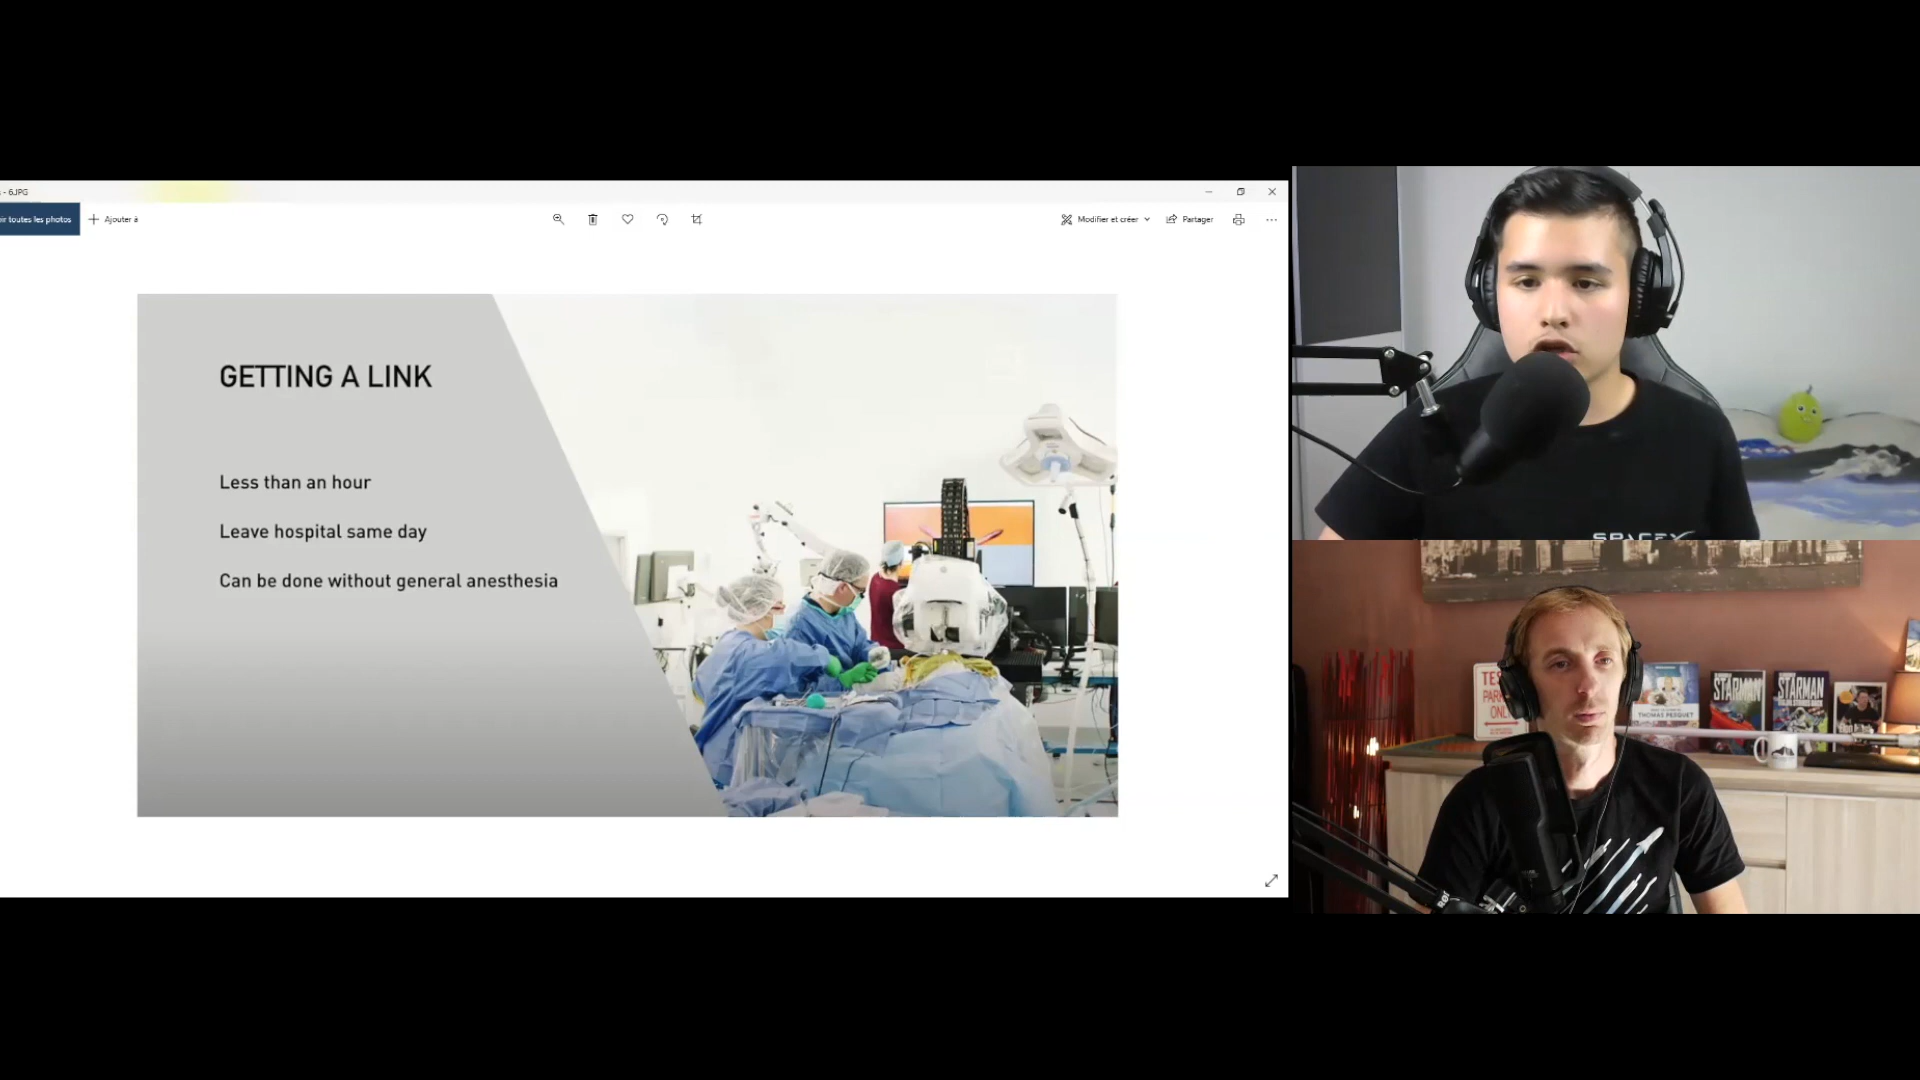 - 6.JPG
ir toutes les photos
Ajouter à
Modifier et créer
Partager
GETTING A LINK
Less than an hour
Leave hospital same day
Can be done without general anesthesia
SPACEX
THOMAS PESQUET
STARMAN
STARMAN